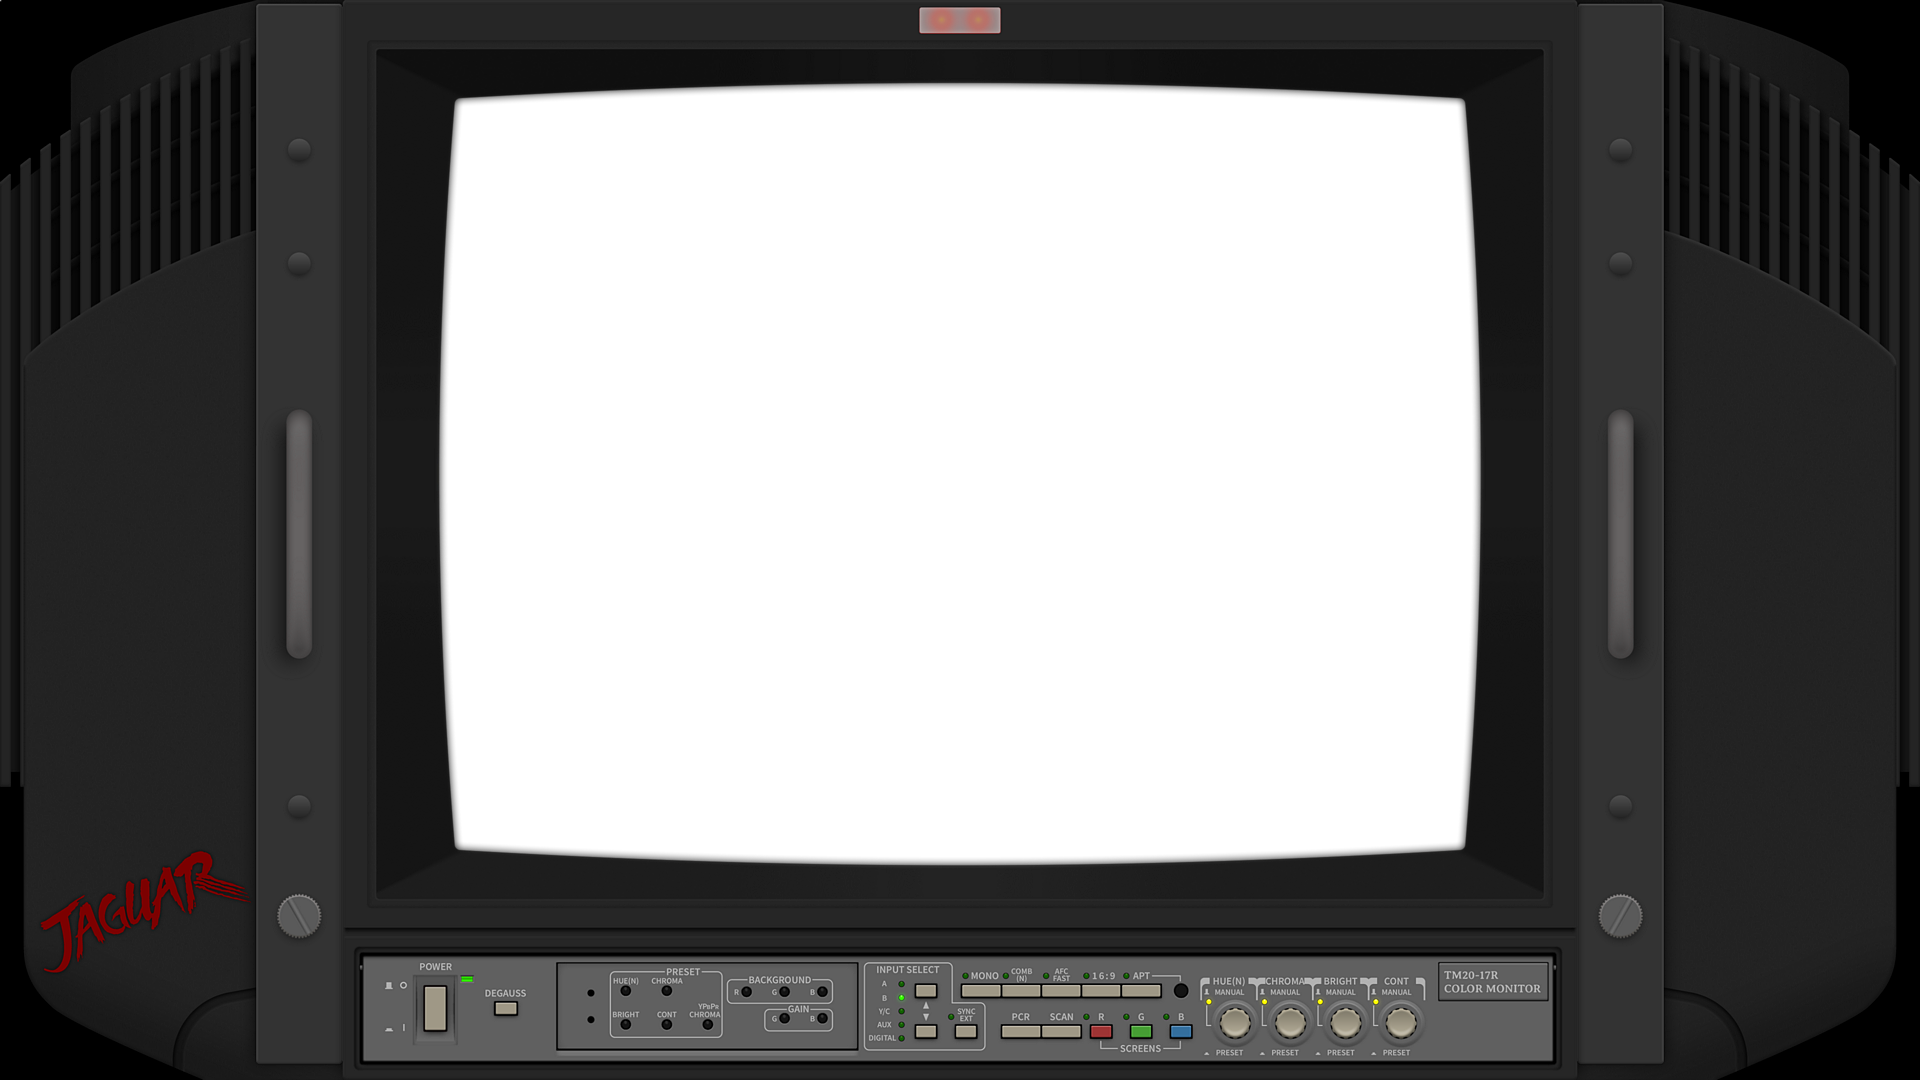 JAGUAR
POWER
DEGAUSS
PRESET
HUE(N) CHROMA
BRIGHT CONT YPBPR CHROMA
BACKGROUND
R G B
GAIN
G B
INPUT SELECT
A
B
Y/C
AUX
DIGITAL
SYNC EXT
MONO COMB (N) AFC FAST 16:9 APT
PCR SCAN R G B
SCREENS
HUE(N) CHROMA BRIGHT CONT
MANUAL MANUAL MANUAL MANUAL
PRESET PRESET PRESET PRESET
TM20-17R
COLOR MONITOR